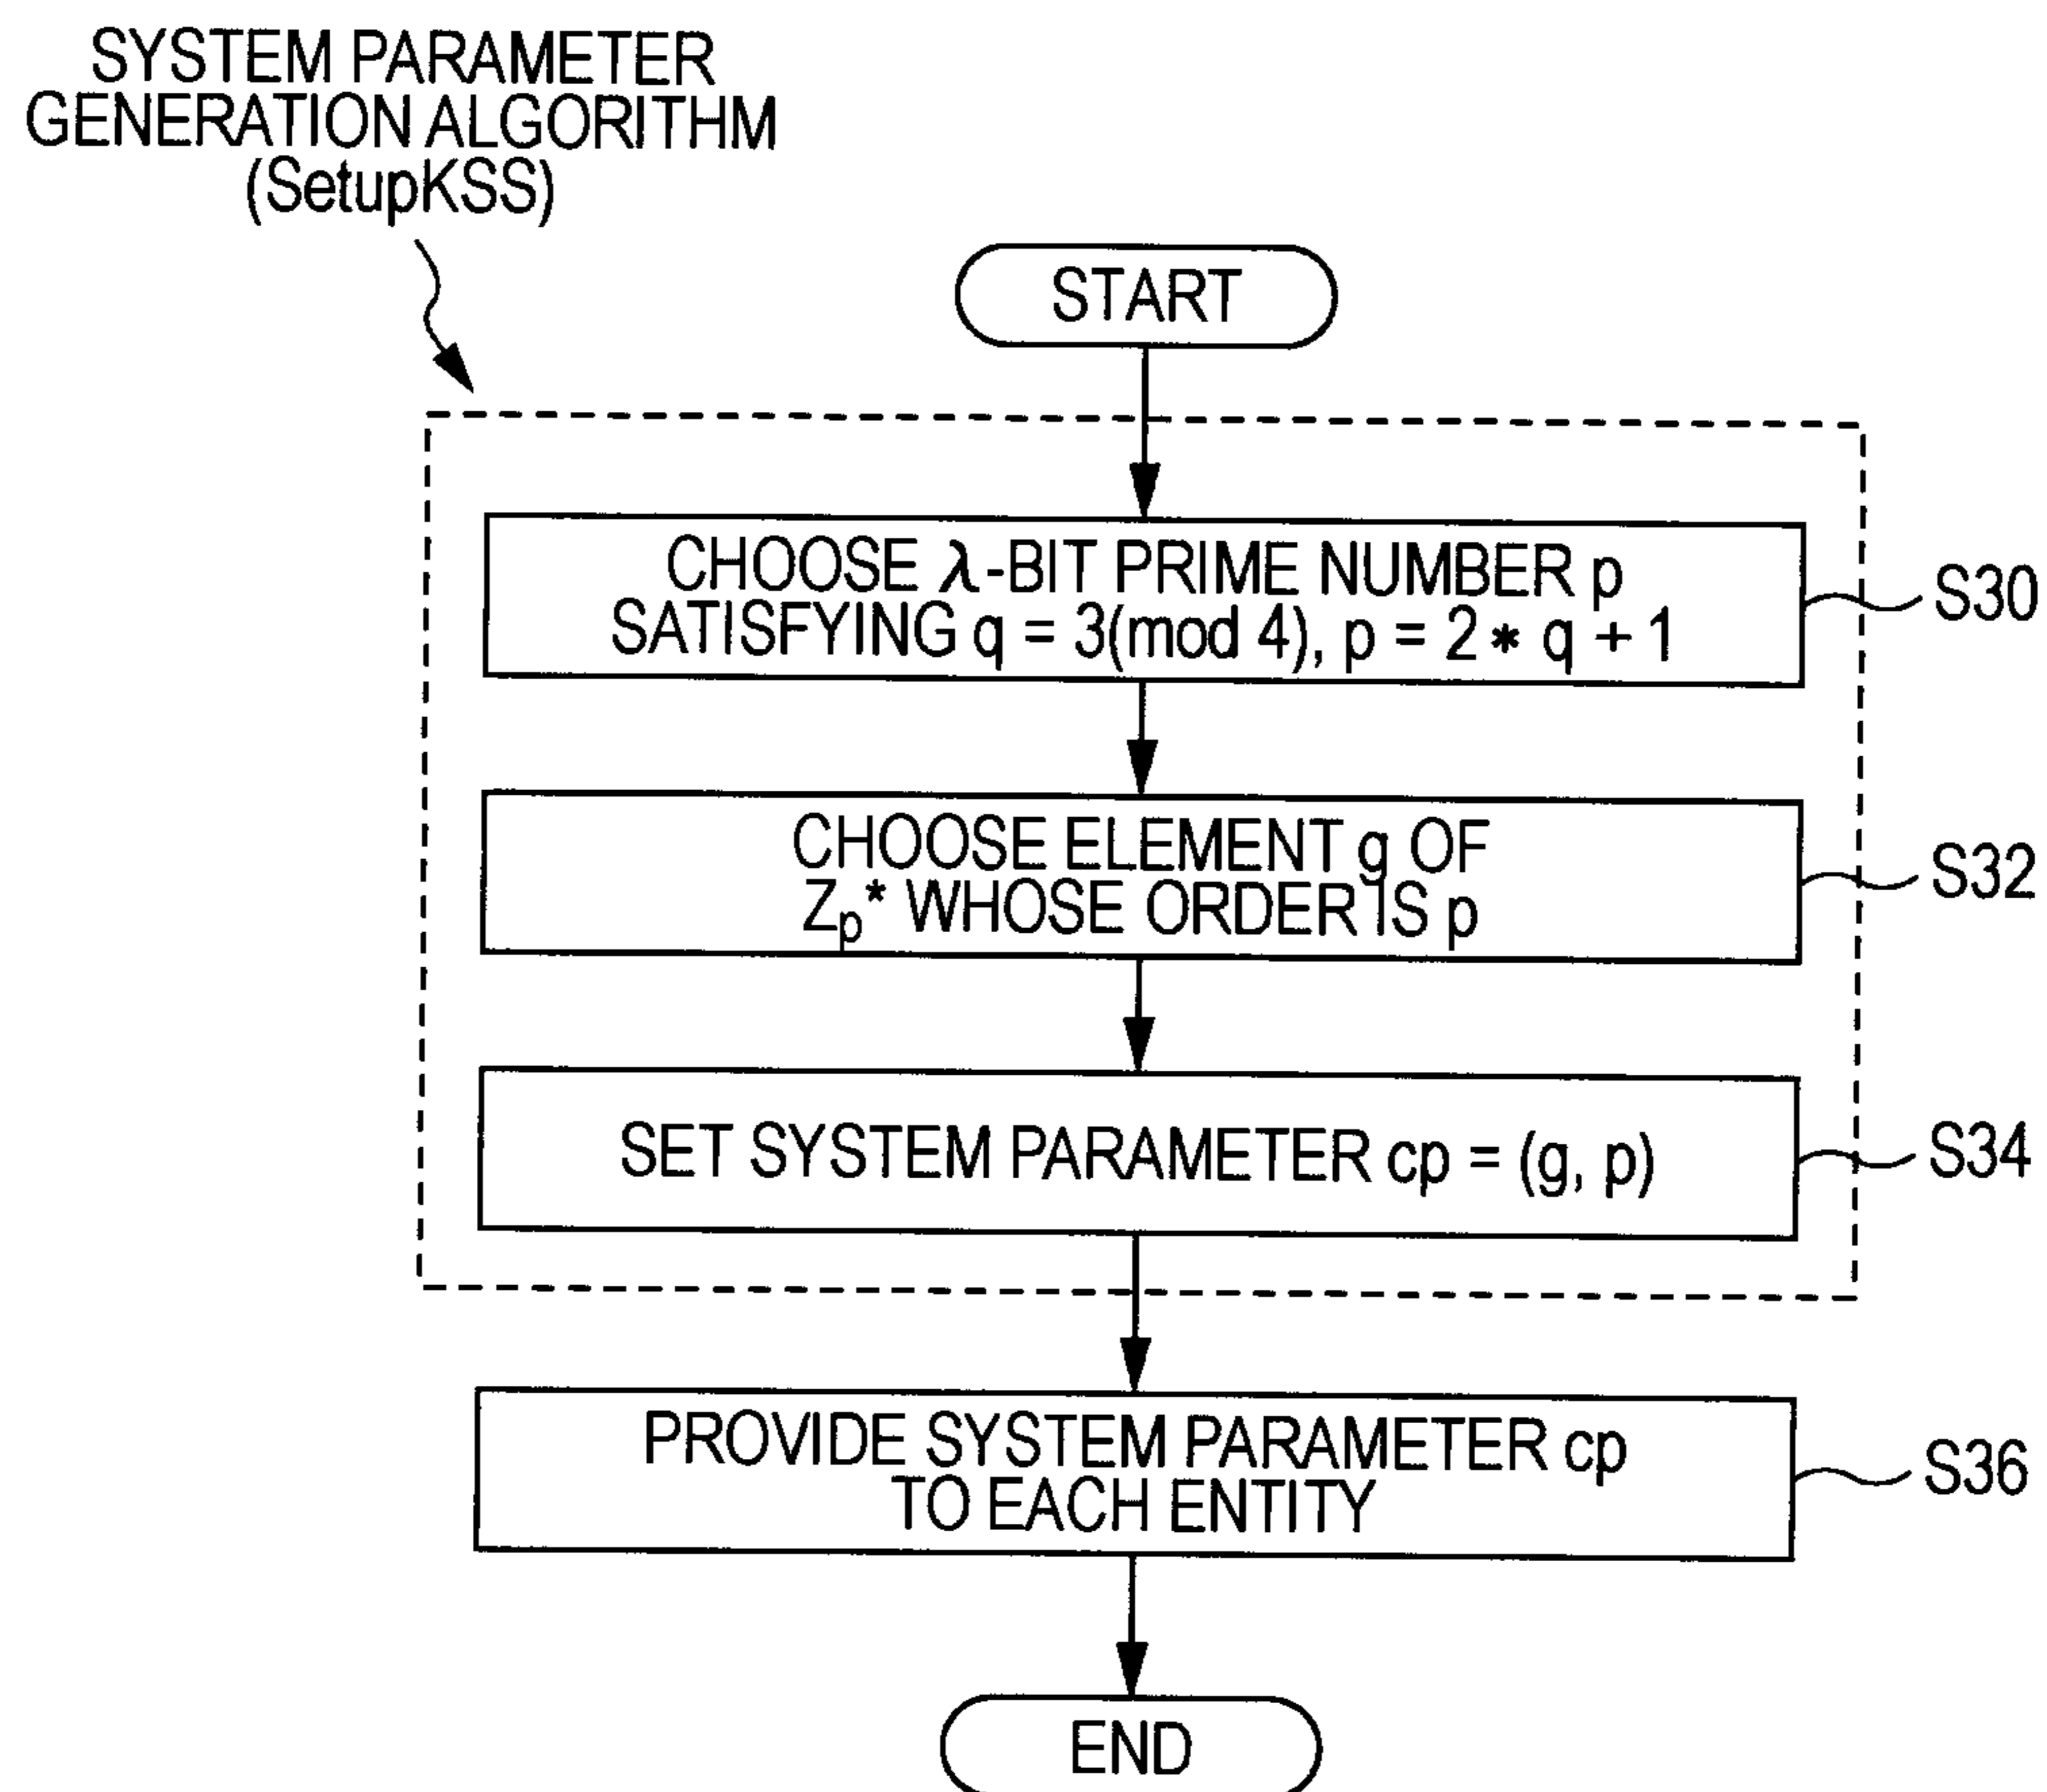 SYSTEM PARAMETER
GENERATION ALGORITHM
(SetupKSS)
START
CHOOSE λ-BIT PRIME NUMBER p
SATISFYING q = 3(mod 4), p = 2 * q + 1
S30
CHOOSE ELEMENT g OF
Zp* WHOSE ORDER IS p
S32
SET SYSTEM PARAMETER cp = (g, p)
S34
PROVIDE SYSTEM PARAMETER cp
TO EACH ENTITY
S36
END